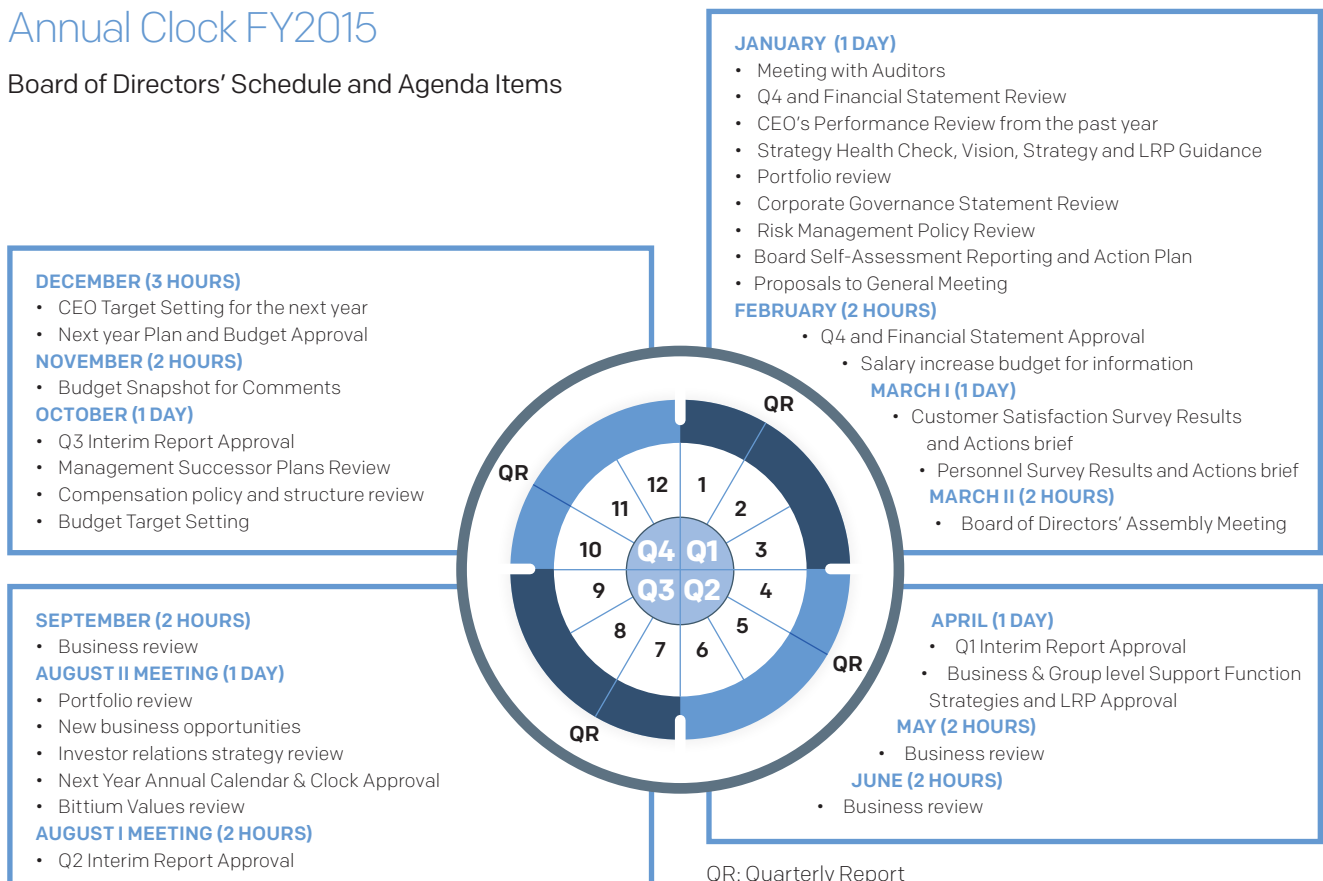 Annual Clock FY2015
Board of Directors’ Schedule and Agenda Items
JANUARY (1 DAY)
• Meeting with Auditors
• Q4 and Financial Statement Review
• CEO’s Performance Review from the past year
• Strategy Health Check, Vision, Strategy and LRP Guidance
• Portfolio review
• Corporate Governance Statement Review
• Risk Management Policy Review
• Board Self-Assessment Reporting and Action Plan
• Proposals to General Meeting
FEBRUARY (2 HOURS)
• Q4 and Financial Statement Approval
• Salary increase budget for information
MARCH I (1 DAY)
• Customer Satisfaction Survey Results
and Actions brief
• Personnel Survey Results and Actions brief
MARCH II (2 HOURS)
• Board of Directors’ Assembly Meeting
DECEMBER (3 HOURS)
• CEO Target Setting for the next year
• Next year Plan and Budget Approval
NOVEMBER (2 HOURS)
• Budget Snapshot for Comments
OCTOBER (1 DAY)
• Q3 Interim Report Approval
• Management Successor Plans Review
• Compensation policy and structure review
• Budget Target Setting
QR
QR
12 1
11 2
10 Q4 Q1 3
9 Q3 Q2 4
8 5
7 6
QR
QR
SEPTEMBER (2 HOURS)
• Business review
AUGUST II MEETING (1 DAY)
• Portfolio review
• New business opportunities
• Investor relations strategy review
• Next Year Annual Calendar & Clock Approval
• Bittium Values review
AUGUST I MEETING (2 HOURS)
• Q2 Interim Report Approval
APRIL (1 DAY)
• Q1 Interim Report Approval
• Business & Group level Support Function
Strategies and LRP Approval
MAY (2 HOURS)
• Business review
JUNE (2 HOURS)
• Business review
QR: Quarterly Report